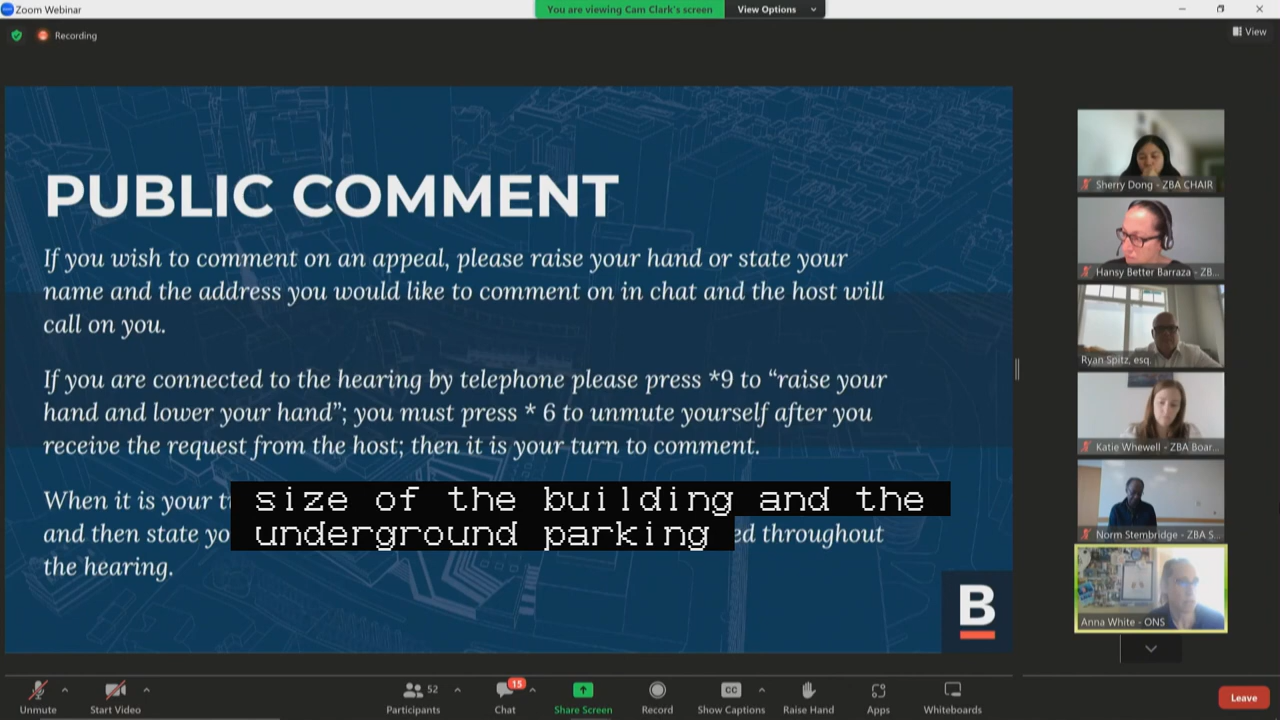 Zoom Webinar
You are viewing Cam Clark's screen
View Options
Recording
View
PUBLIC COMMENT
If you wish to comment on an appeal, please raise your hand or state your
name and the address you would like to comment on in chat and the host will
call on you.
If you are connected to the hearing by telephone please press *9 to “raise your
hand and lower your hand”; you must press * 6 to unmute yourself after you
receive the request from the host; then it is your turn to comment.
When it is your
and then state
throughout
the hearing.
size of the building and the
underground parking
B
Sherry Dong - ZBA CHAIR
Hansy Better Barraza - ZB...
Ryan Spitz, esq.
Katie Whewell - ZBA Boar...
Norm Stembridge - ZBA S...
Anna White - ONS
Unmute
Start Video
52
Participants
15
Chat
Share Screen
Record
CC
Show Captions
Raise Hand
Apps
Whiteboards
Leave